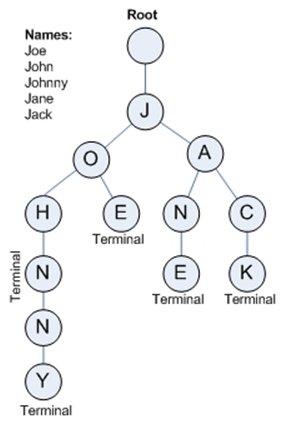 Root
Names:
Joe
John
Johnny
Jane
Jack
J
O A
H E N C
Terminal
Terminal N E K
Terminal Terminal
N
Y
Terminal